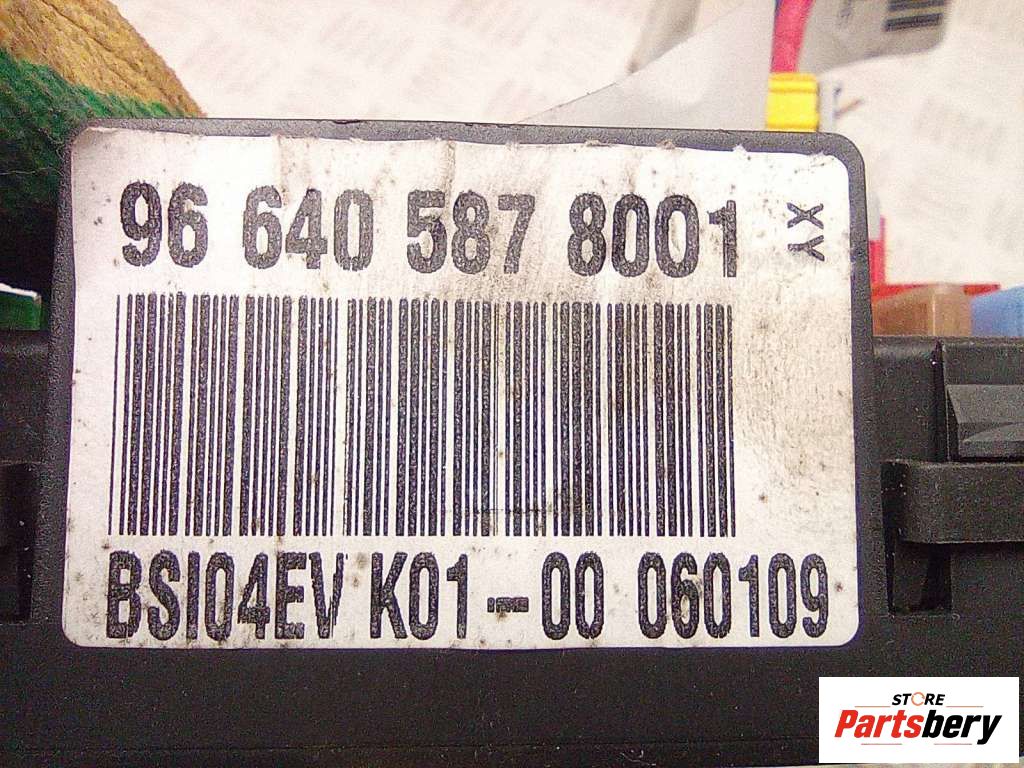 96 640 587 8001 XY
BSI04EV K01-00 060109
STORE
Partsbery